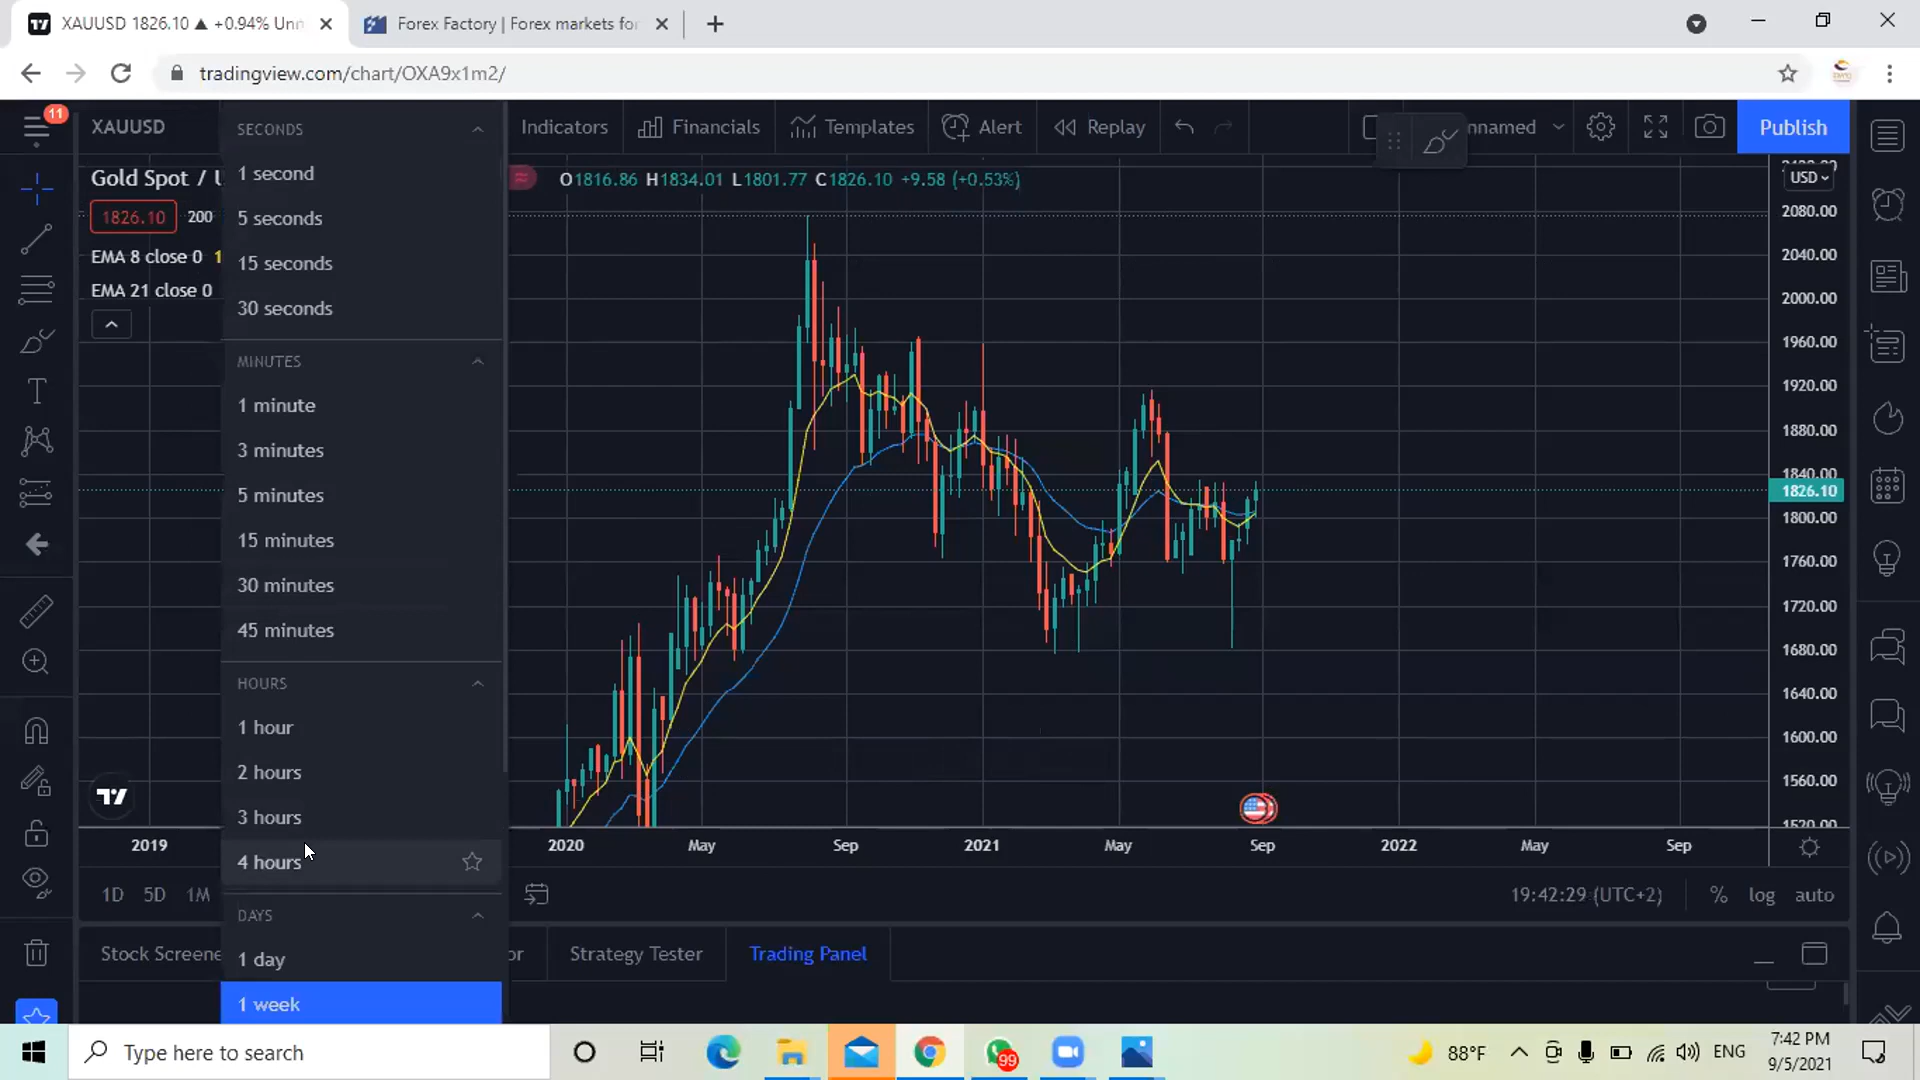 XAUUSD 1826.10 ▲ +0.94% Unn
Forex Factory | Forex markets for
tradingview.com/chart/OXA9x1m2/
11
XAUUSD
Indicators
Financials
Templates
Alert
Replay
nnamed
Publish
Gold Spot / U
O1816.86 H1834.01 L1801.77 C1826.10 +9.58 (+0.53%)
USD
1826.10
200
EMA 8 close 0 1
EMA 21 close 0
SECONDS
1 second
5 seconds
15 seconds
30 seconds
MINUTES
1 minute
3 minutes
5 minutes
15 minutes
30 minutes
45 minutes
HOURS
1 hour
2 hours
3 hours
4 hours
DAYS
1 day
1 week
2080.00
2040.00
2000.00
1960.00
1920.00
1880.00
1840.00
1826.10
1800.00
1760.00
1720.00
1680.00
1640.00
1600.00
1560.00
1520.00
2019
2020
May
Sep
2021
May
Sep
2022
May
Sep
1D 5D 1M
19:42:29 (UTC+2)
% log auto
Stock Screene
or
Strategy Tester
Trading Panel
Type here to search
99
88°F
ENG
7:42 PM
9/5/2021